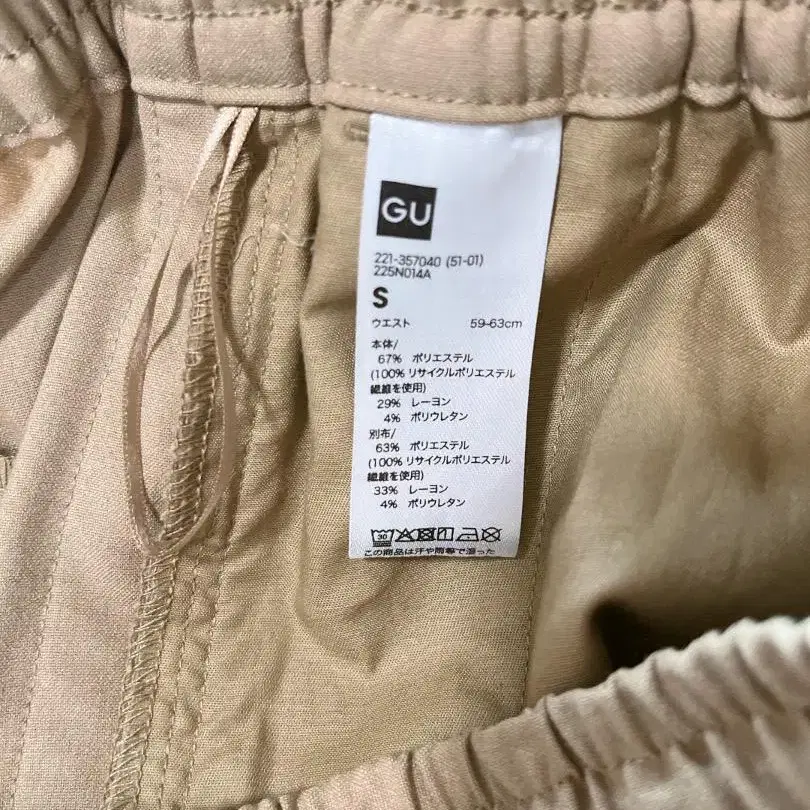 GU
221-357040 (51-01)
225N014A
S
ウエスト 59-63cm
本体/
67% ポリエステル
(100%リサイクルポリエステル
繊維を使用)
29% レーヨン
4% ポリウレタン
別布/
63% ポリエステル
(100%リサイクルポリエステル
繊維を使用)
33% レーヨン
4% ポリウレタン
30
この商品は汗や雨等で湿った